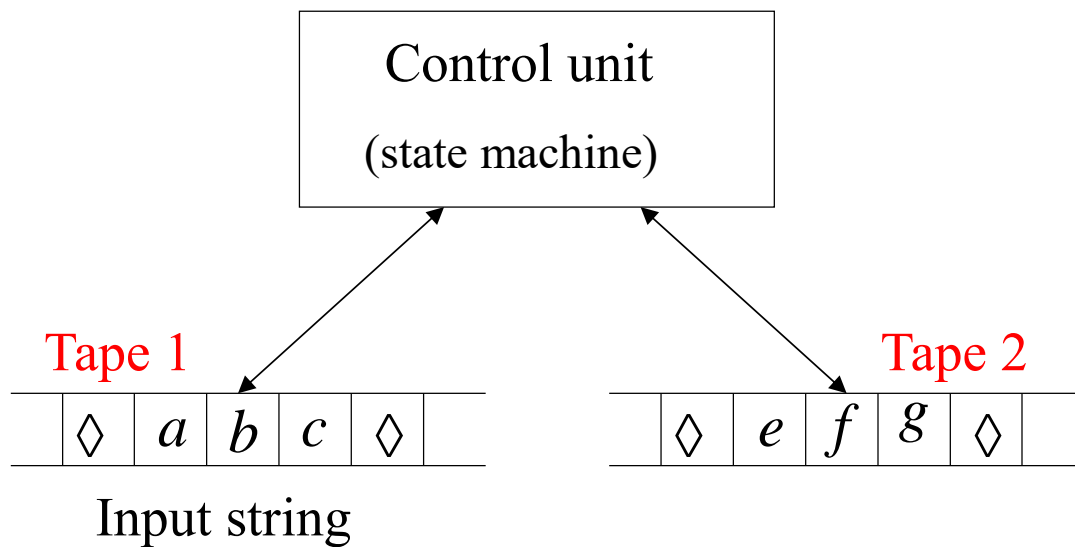 Control unit
(state machine)
Tape 1
Tape 2
◊ a b c ◊
◊ e f g ◊
Input string